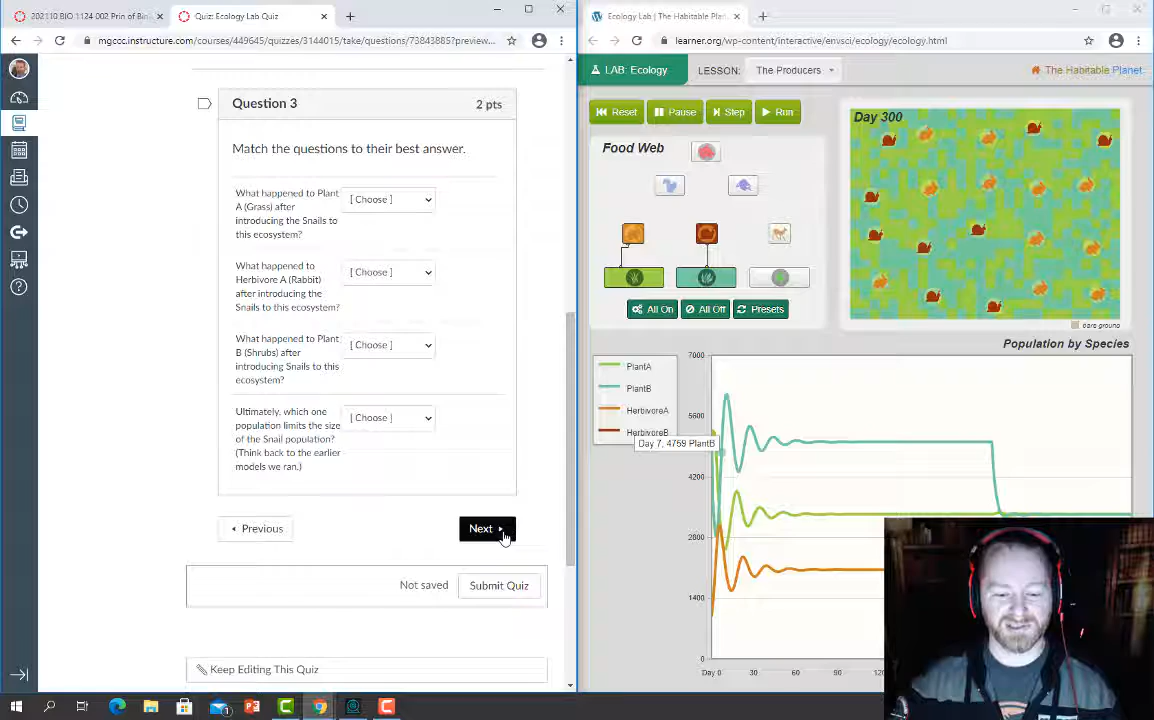 202110 BIO 1124 002 Prin of Bi
Quiz: Ecology Lab Quiz
mgccc.instructure.com/courses/449645/quizzes/3144015/take/questions/73843885?preview...
Question 3
2 pts
Match the questions to their best answer.
What happened to Plant
A (Grass) after
introducing the Snails to
this ecosystem?
[ Choose ]
What happened to
Herbivore A (Rabbit)
after introducing the
Snails to this ecosystem?
[ Choose ]
What happened to Plant
B (Shrubs) after
introducing Snails to this
ecosystem?
[ Choose ]
Ultimately, which one
population limits the size
of the Snail population?
(Think back to the earlier
models we ran.)
[ Choose ]
Previous
Next
Not saved
Submit Quiz
Keep Editing This Quiz
Ecology Lab | The Habitable Plan
learner.org/wp-content/interactive/envsci/ecology/ecology.html
LAB: Ecology
LESSON:
The Producers
The Habitable Planet
Reset
Pause
Step
Run
Food Web
All On
All Off
Presets
Day 300
bare ground
Population by Species
PlantA
PlantB
HerbivoreA
HerbivoreB
Day 7, 4759 PlantB
7000
5600
4200
2800
1400
0
Day 0
30
60
90